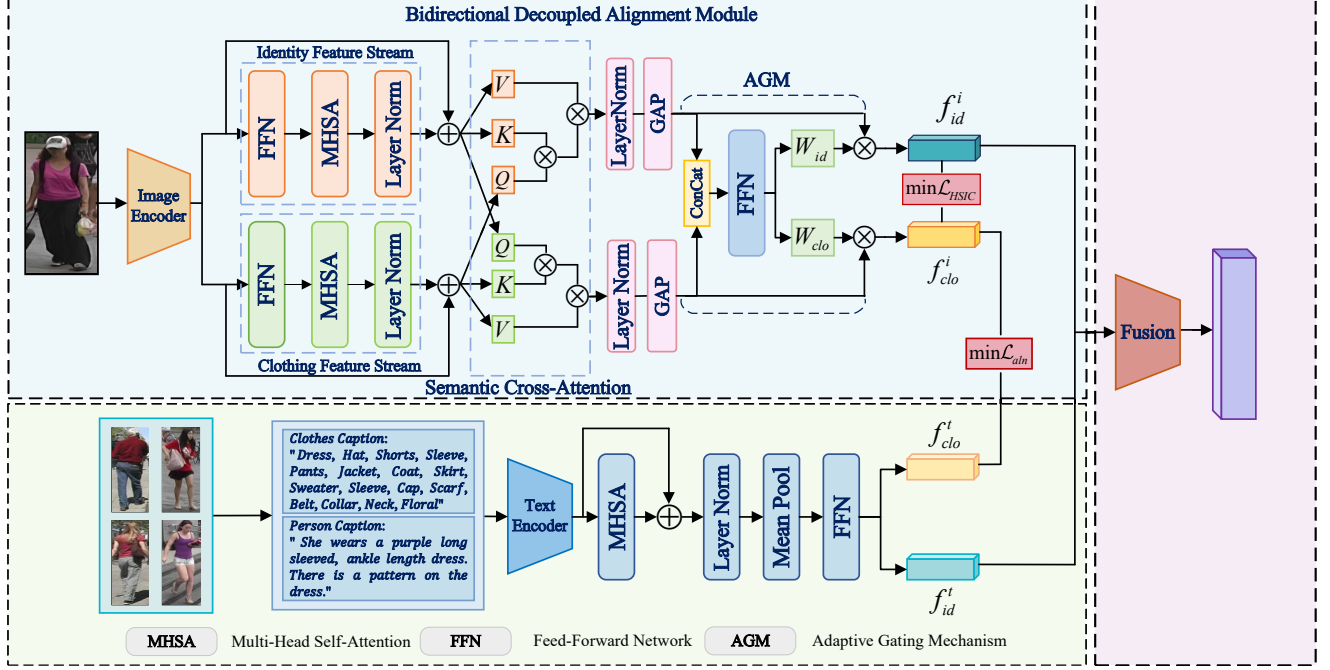 Bidirectional Decoupled Alignment Module
Identity Feature Stream
FFN
MHSA
Layer Norm
Image
Encoder
FFN
MHSA
Layer Norm
Clothing Feature Stream
V
K
Q
Q
K
V
Semantic Cross-Attention
LayerNorm
GAP
Layer Norm
GAP
AGM
ConCat
FFN
W_id
W_clo
f^i_id
min ℒ_HSIC
f^i_clo
min ℒ_aln
Fusion
Clothes Caption:
"Dress, Hat, Shorts, Sleeve,
Pants, Jacket, Coat, Skirt,
Sweater, Sleeve, Cap, Scarf,
Belt, Collar, Neck, Floral"
Person Caption:
" She wears a purple long
sleeved, ankle length dress.
There is a pattern on the
dress."
Text
Encoder
MHSA
Layer Norm
Mean Pool
FFN
f^t_clo
f^t_id
MHSA Multi-Head Self-Attention FFN Feed-Forward Network AGM Adaptive Gating Mechanism